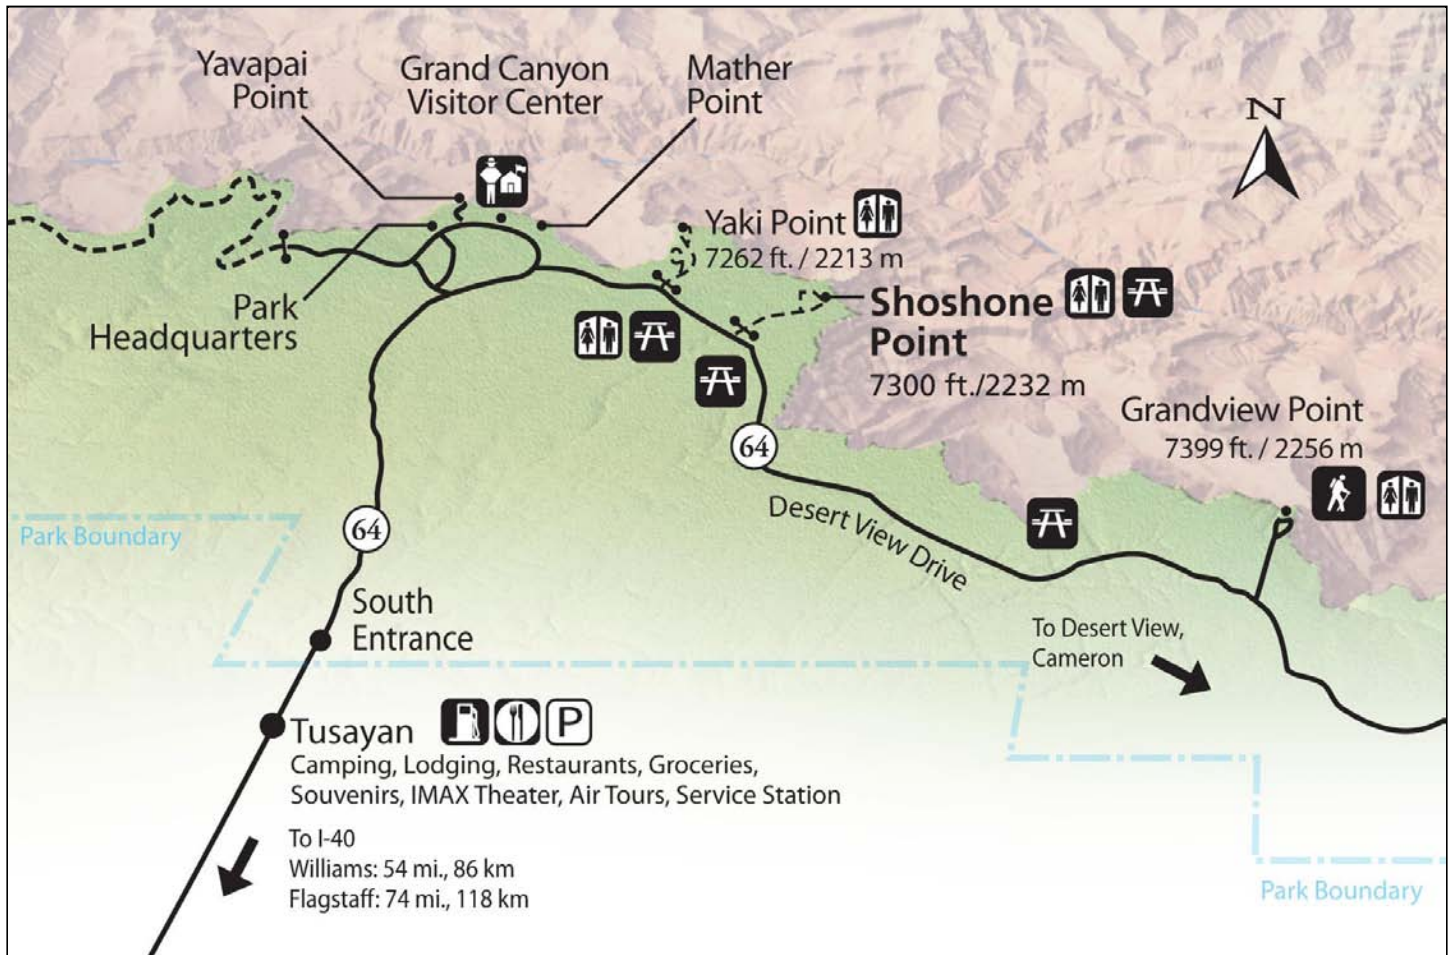 Yavapai
Point
Grand Canyon
Visitor Center
Mather
Point
N
Yaki Point
7262 ft. / 2213 m
Park
Headquarters
Shoshone
Point
7300 ft./2232 m
Grandview Point
7399 ft. / 2256 m
64
Desert View Drive
64
Park Boundary
South
Entrance
To Desert View,
Cameron
Tusayan
P
Camping, Lodging, Restaurants, Groceries,
Souvenirs, IMAX Theater, Air Tours, Service Station
To I-40
Williams: 54 mi., 86 km
Flagstaff: 74 mi., 118 km
Park Boundary